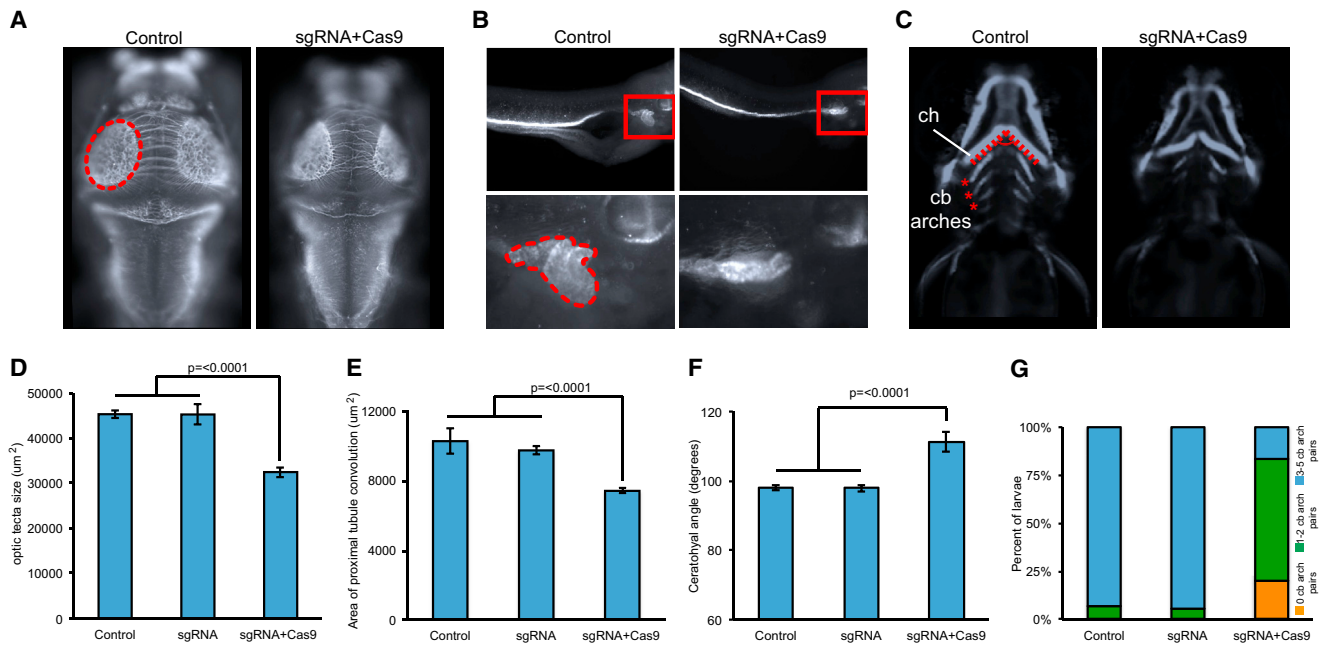 A
Control
sgRNA+Cas9
B
Control
sgRNA+Cas9
C
Control
sgRNA+Cas9
ch
cb
arches
D
p=<0.0001
optic tecta size (um²)
50000
40000
30000
20000
10000
0
Control
sgRNA
sgRNA+Cas9
E
p=<0.0001
Area of proximal tubule convolution (um²)
12000
8000
4000
0
Control
sgRNA
sgRNA+Cas9
F
p=<0.0001
Ceratohyal angle (degrees)
120
100
80
60
Control
sgRNA
sgRNA+Cas9
G
Percent of larvae
100%
75%
50%
25%
0%
Control
sgRNA
sgRNA+Cas9
0 cb arch
pairs
1-2 cb arch
pairs
3-5 cb arch
pairs